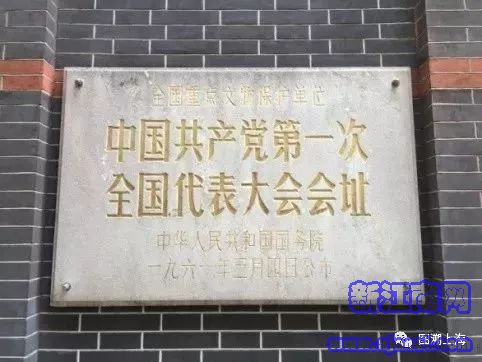 全国重点文物保护单位
中国共产党第一次
全国代表大会会址
中华人民共和国国务院
一九六一年三月四日公布
新江南网
图溯上海